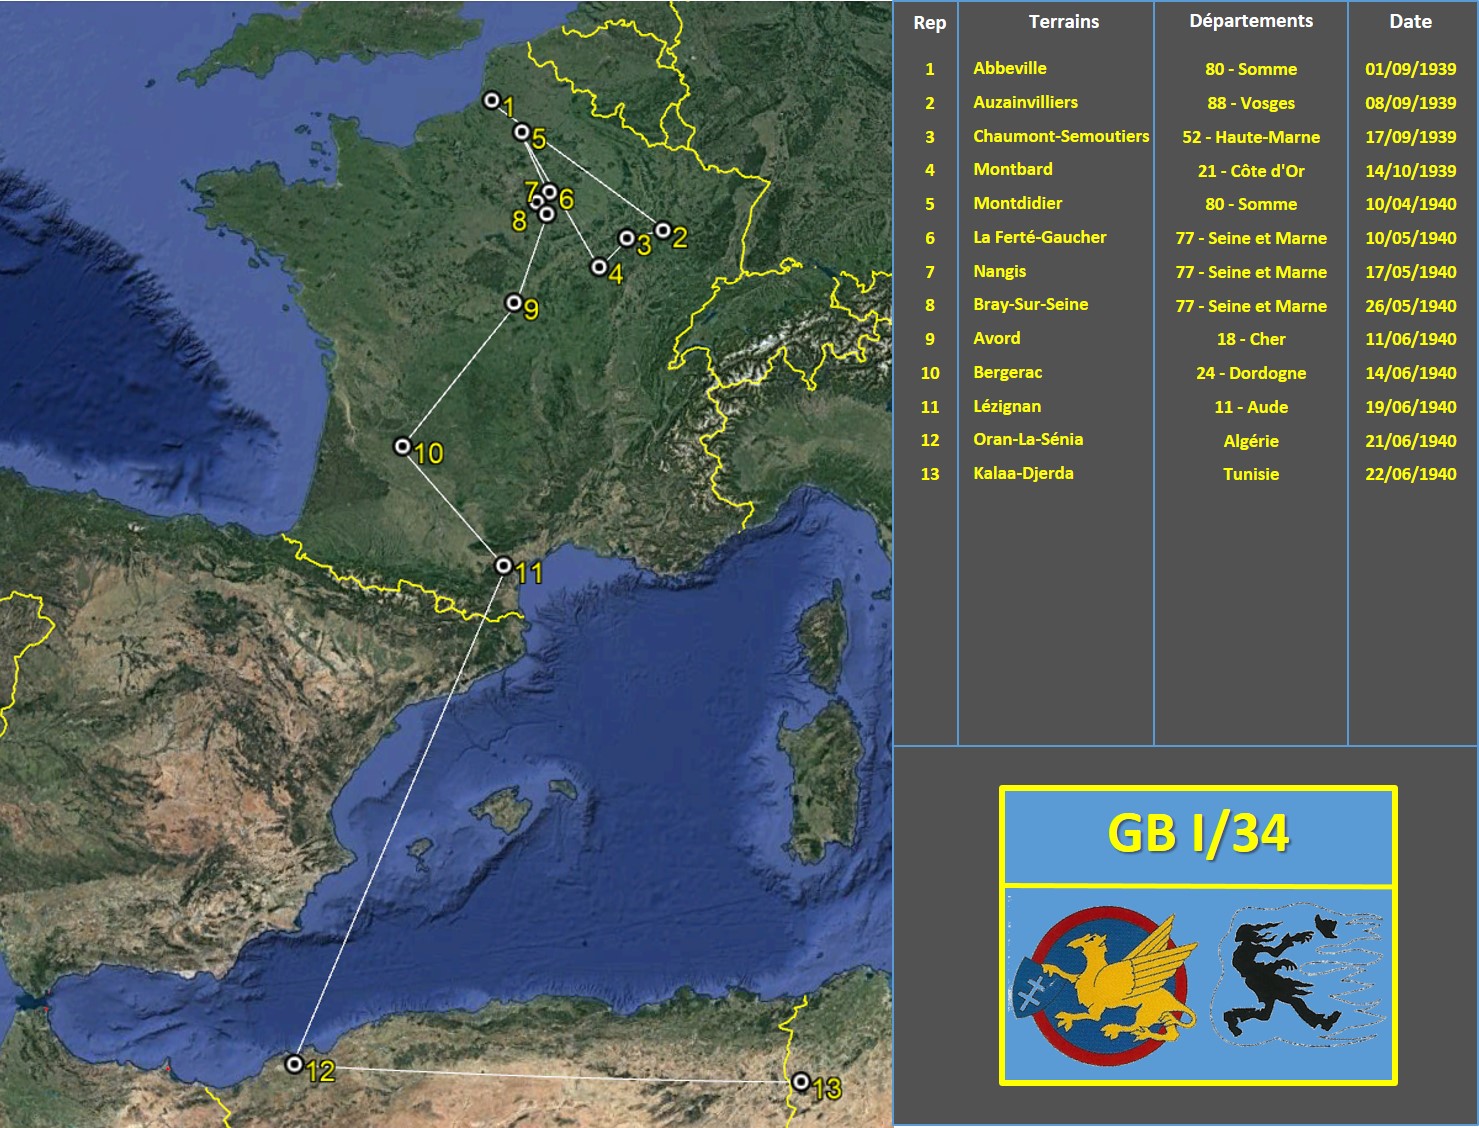 Rep Terrains Départements Date
1 Abbeville 80 - Somme 01/09/1939
2 Auzainvilliers 88 - Vosges 08/09/1939
3 Chaumont-Semoutiers 52 - Haute-Marne 17/09/1939
4 Montbard 21 - Côte d'Or 14/10/1939
5 Montdidier 80 - Somme 10/04/1940
6 La Ferté-Gaucher 77 - Seine et Marne 10/05/1940
7 Nangis 77 - Seine et Marne 17/05/1940
8 Bray-Sur-Seine 77 - Seine et Marne 26/05/1940
9 Avord 18 - Cher 11/06/1940
10 Bergerac 24 - Dordogne 14/06/1940
11 Lézignan 11 - Aude 19/06/1940
12 Oran-La-Sénia Algérie 21/06/1940
13 Kalaa-Djerda Tunisie 22/06/1940
GB I/34
1
5
7
6
8
2
3
4
9
10
11
12
13